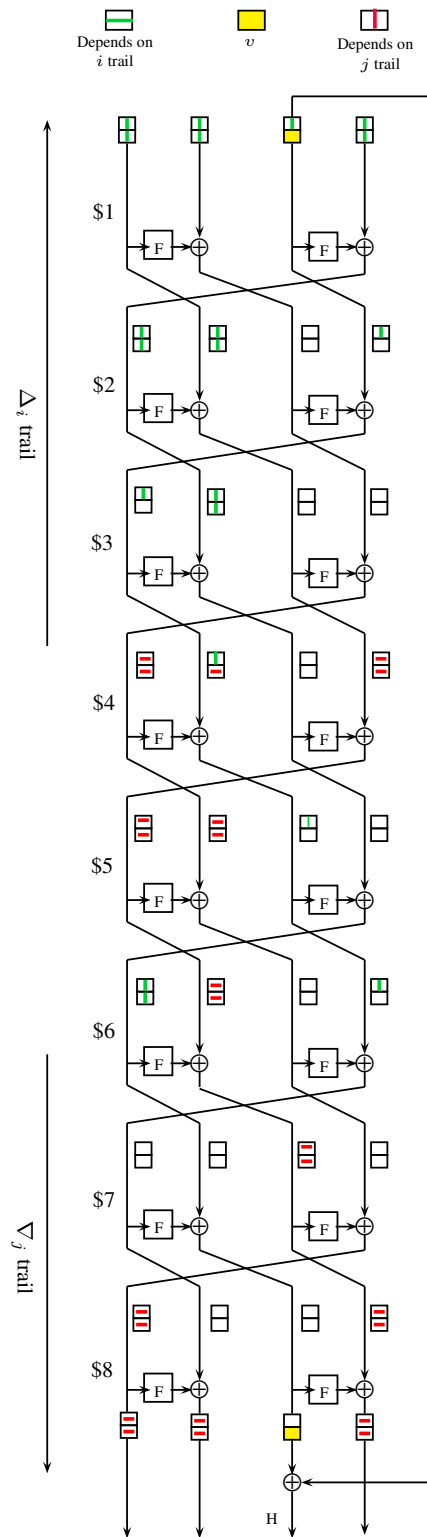 Depends on
i trail
v
Depends on
j trail
$1
F
F
$2
F
F
Δi trail
$3
F
F
$4
F
F
$5
F
F
$6
F
F
$7
F
F
∇j trail
$8
F
F
H